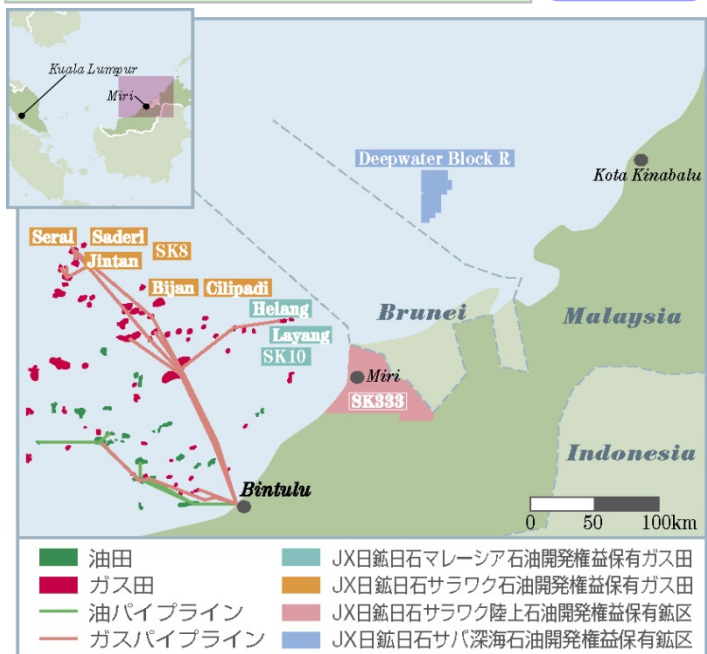 Kuala Lumpur
Miri
Deepwater Block R
Kota Kinabalu
Serai Saderi
SK8
Jintan
Bijan Cilipadi
Helang
Brunei
Malaysia
Layang
SK10
Miri
SK333
Indonesia
Bintulu
0 50 100km
油田 JX日鉱日石マレーシア石油開発権益保有ガス田
ガス田 JX日鉱日石サラワク石油開発権益保有ガス田
油パイプライン JX日鉱日石サラワク陸上石油開発権益保有鉱区
ガスパイプライン JX日鉱日石サバ深海石油開発権益保有鉱区